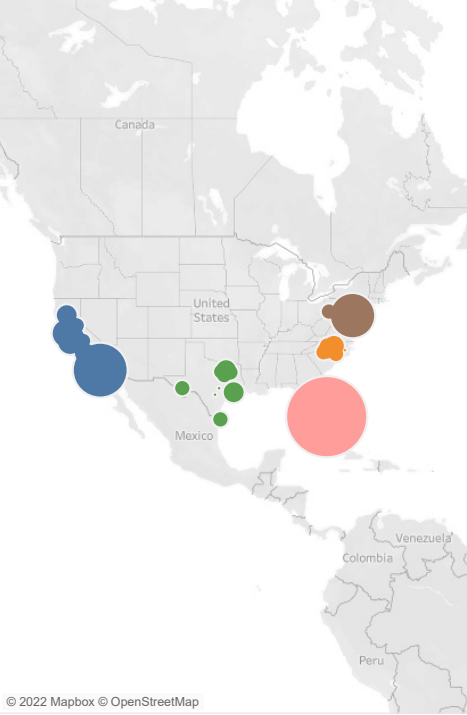 Canada
United
States
Mexico
Venezuela
Colombia
Peru
© 2022 Mapbox © OpenStreetMap